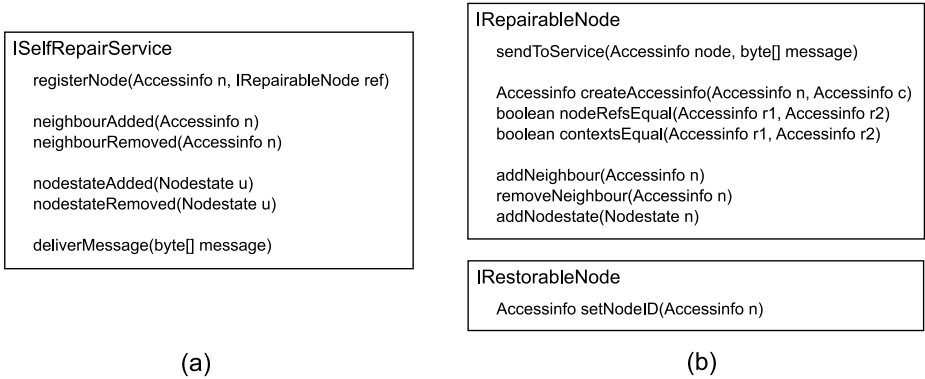 ISelfRepairService
registerNode(Accessinfo n, IRepairableNode ref)
neighbourAdded(Accessinfo n)
neighbourRemoved(Accessinfo n)
nodestateAdded(Nodestate u)
nodestateRemoved(Nodestate u)
deliverMessage(byte[] message)
(a)
IRepairableNode
sendToService(Accessinfo node, byte[] message)
Accessinfo createAccessinfo(Accessinfo n, Accessinfo c)
boolean nodeRefsEqual(Accessinfo r1, Accessinfo r2)
boolean contextsEqual(Accessinfo r1, Accessinfo r2)
addNeighbour(Accessinfo n)
removeNeighbour(Accessinfo n)
addNodestate(Nodestate n)
IRestorableNode
Accessinfo setNodeID(Accessinfo n)
(b)